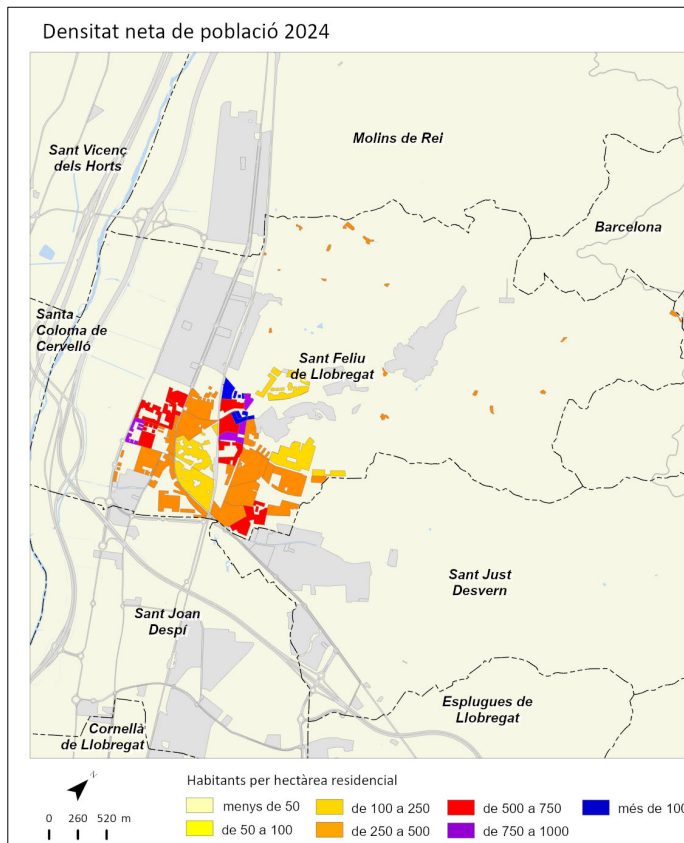 Densitat neta de població 2024
Sant Vicenç
dels Horts
Molins de Rei
Barcelona
Santa
Coloma de
Cervelló
Sant Feliu
de Llobregat
Sant Just
Desvern
Sant Joan
Despí
Esplugues de
Llobregat
Cornellà
de Llobregat
N
0 260 520 m
Habitants per hectàrea residencial
menys de 50
de 100 a 250
de 500 a 750
més de 100
de 50 a 100
de 250 a 500
de 750 a 1000